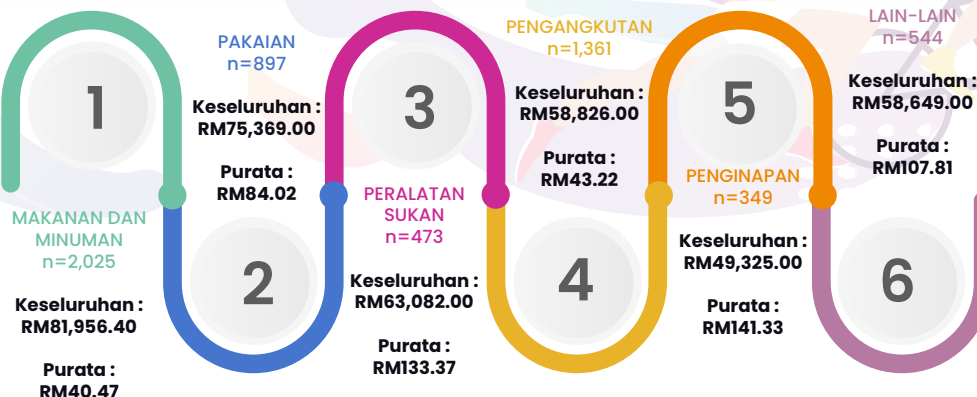 1
MAKANAN DAN
MINUMAN
n=2,025
Keseluruhan :
RM81,956.40
Purata :
RM40.47
PAKAIAN
n=897
Keseluruhan :
RM75,369.00
Purata :
RM84.02
2
3
PERALATAN
SUKAN
n=473
Keseluruhan :
RM63,082.00
Purata :
RM133.37
PENGANGKUTAN
n=1,361
Keseluruhan :
RM58,826.00
Purata :
RM43.22
4
5
PENGINAPAN
n=349
Keseluruhan :
RM49,325.00
Purata :
RM141.33
LAIN-LAIN
n=544
Keseluruhan :
RM58,649.00
Purata :
RM107.81
6